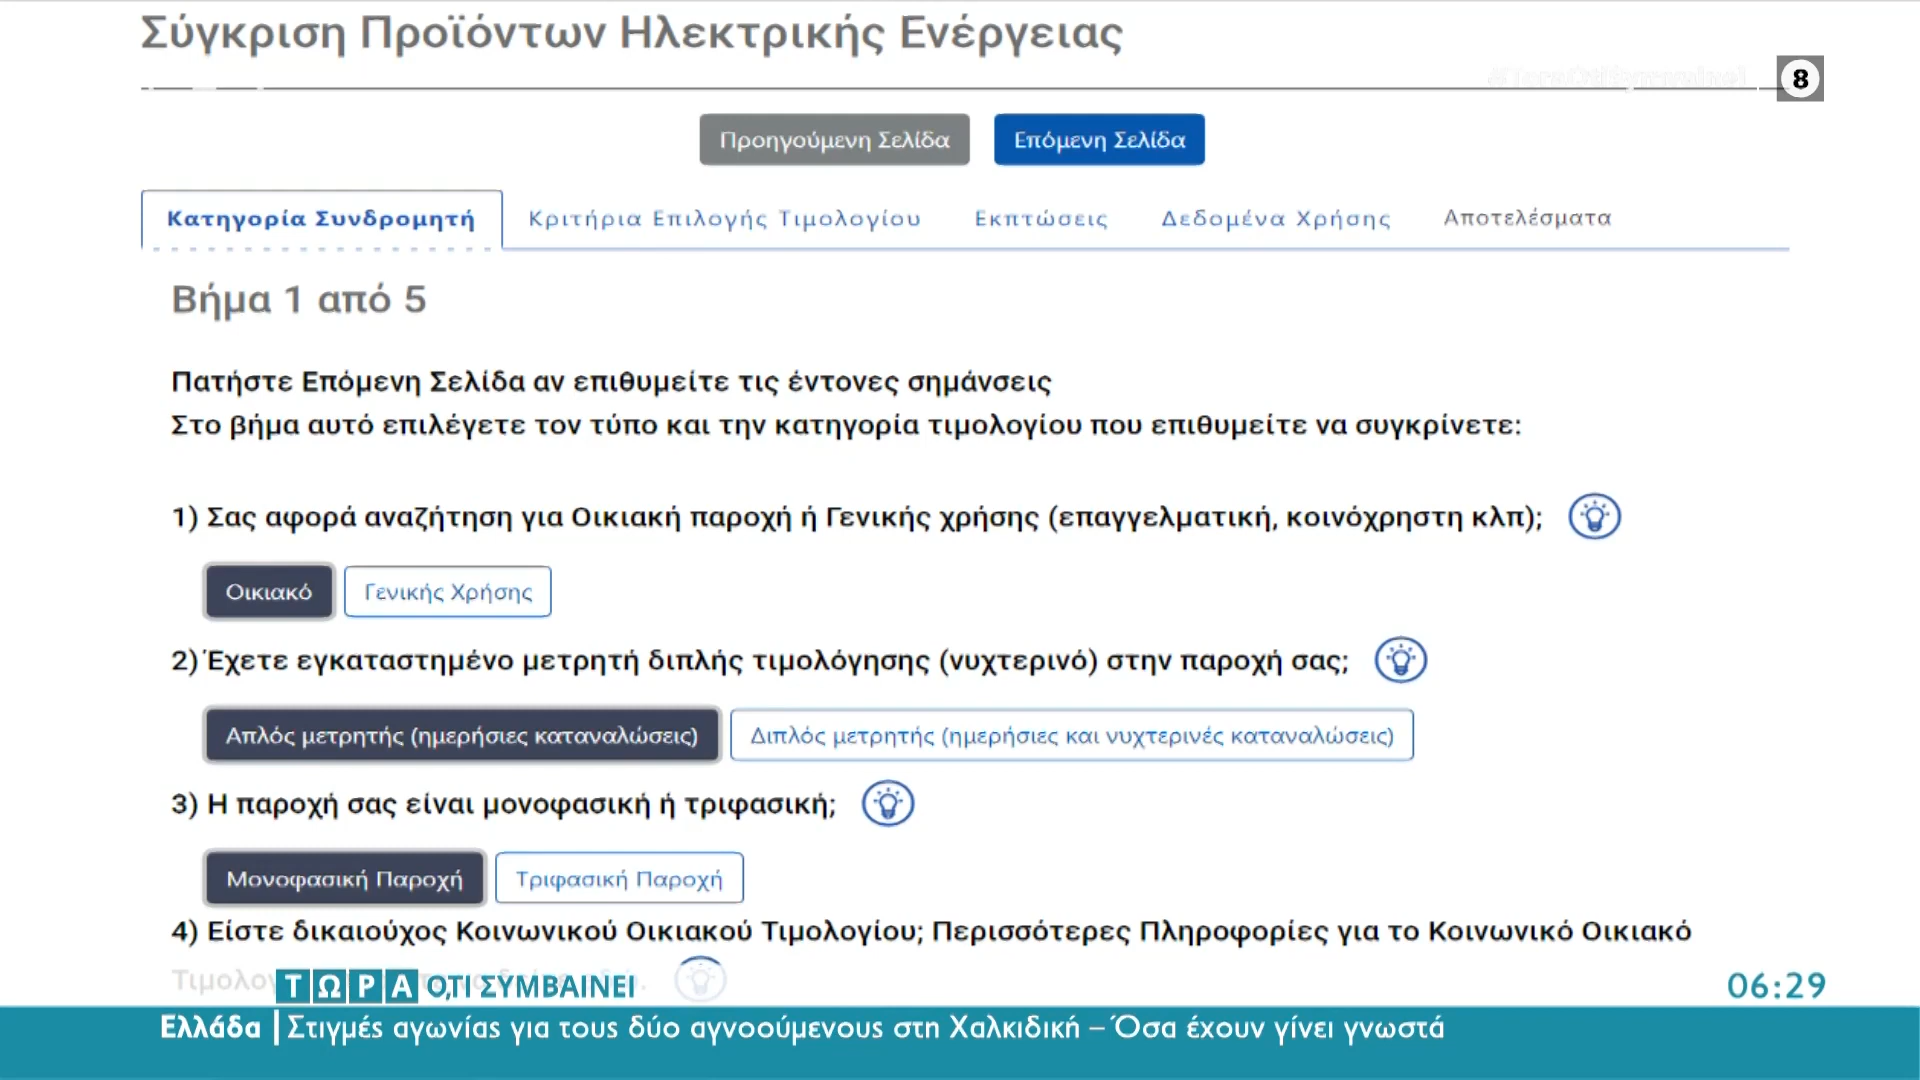 Σύγκριση Προϊόντων Ηλεκτρικής Ενέργειας
8
Προηγούμενη Σελίδα
Επόμενη Σελίδα
Κατηγορία Συνδρομητή
Κριτήρια Επιλογής Τιμολογίου
Εκπτώσεις
Δεδομένα Χρήσης
Αποτελέσματα
Βήμα 1 από 5
Πατήστε Επόμενη Σελίδα αν επιθυμείτε τις έντονες σημάνσεις
Στο βήμα αυτό επιλέγετε τον τύπο και την κατηγορία τιμολογίου που επιθυμείτε να συγκρίνετε:
1) Σας αφορά αναζήτηση για Οικιακή παροχή ή Γενικής χρήσης (επαγγελματική, κοινόχρηστη κλπ);
Οικιακό
Γενικής Χρήσης
2) Έχετε εγκαταστημένο μετρητή διπλής τιμολόγησης (νυχτερινό) στην παροχή σας;
Απλός μετρητής (ημερήσιες καταναλώσεις)
Διπλός μετρητής (ημερήσιες και νυχτερινές καταναλώσεις)
3) Η παροχή σας είναι μονοφασική ή τριφασική;
Μονοφασική Παροχή
Τριφασική Παροχή
4) Είστε δικαιούχος Κοινωνικού Οικιακού Τιμολογίου; Περισσότερες Πληροφορίες για το Κοινωνικό Οικιακό
ΤΩΡΑ Ο,ΤΙ ΣΥΜΒΑΙΝΕΙ
06:29
Ελλάδα | Στιγμές αγωνίας για τους δύο αγνοούμενους στη Χαλκιδική – Όσα έχουν γίνει γνωστά